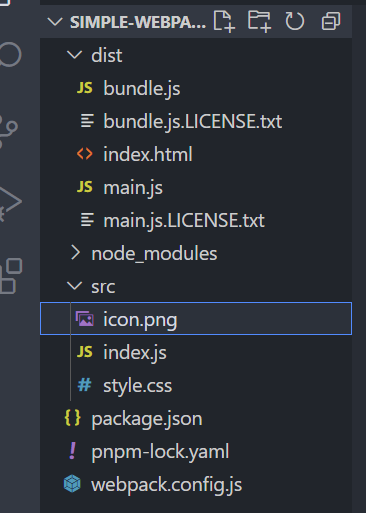 SIMPLE-WEBPA...
dist
JS bundle.js
bundle.js.LICENSE.txt
<> index.html
JS main.js
main.js.LICENSE.txt
node_modules
src
icon.png
JS index.js
# style.css
{} package.json
! pnpm-lock.yaml
webpack.config.js